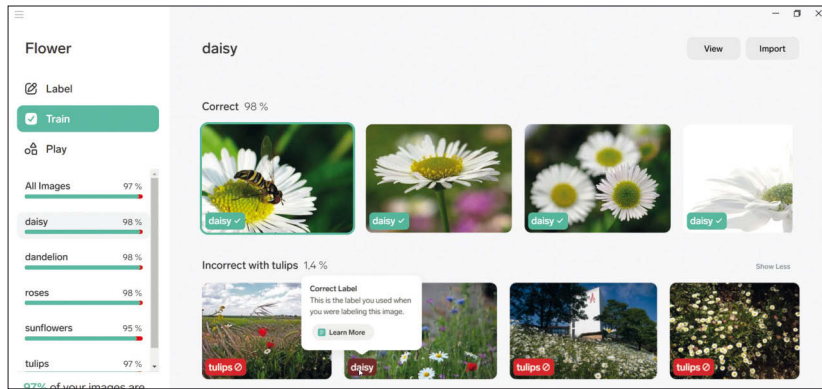 Flower
Label
Train
Play
All Images 97 %
daisy 98 %
dandelion 98 %
roses 98 %
sunflowers 95 %
tulips 97 %
97% of your images are
daisy
View Import
Correct 98 %
daisy
daisy
daisy
daisy
Incorrect with tulips 1,4 %
Show Less
Correct Label
This is the label you used when
you were labeling this image.
Learn More
tulips
daisy
tulips
tulips